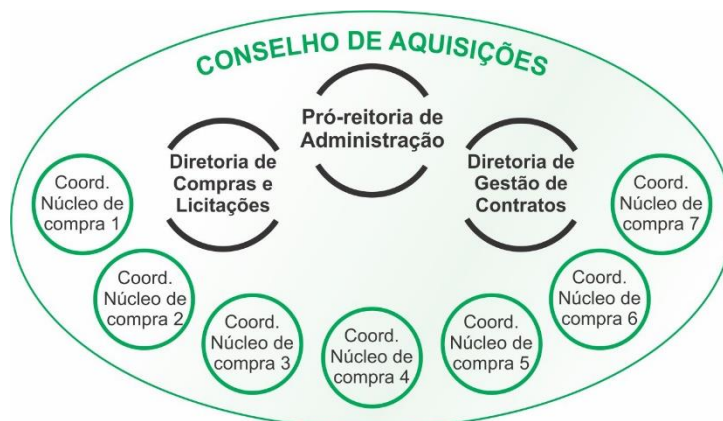 CONSELHO DE AQUISIÇÕES
Pró-reitoria de
Administração
Diretoria de
Compras e
Licitações
Diretoria de
Gestão de
Contratos
Coord.
Núcleo de
compra 1
Coord.
Núcleo de
compra 2
Coord.
Núcleo de
compra 3
Coord.
Núcleo de
compra 4
Coord.
Núcleo de
compra 5
Coord.
Núcleo de
compra 6
Coord.
Núcleo de
compra 7